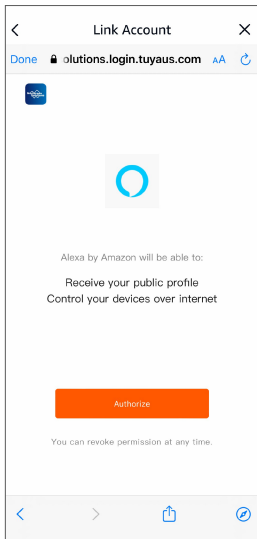 Link Account
Done olutions.login.tuyaus.com AA
Alexa by Amazon will be able to:
Receive your public profile
Control your devices over internet
Authorize
You can revoke permission at any time.